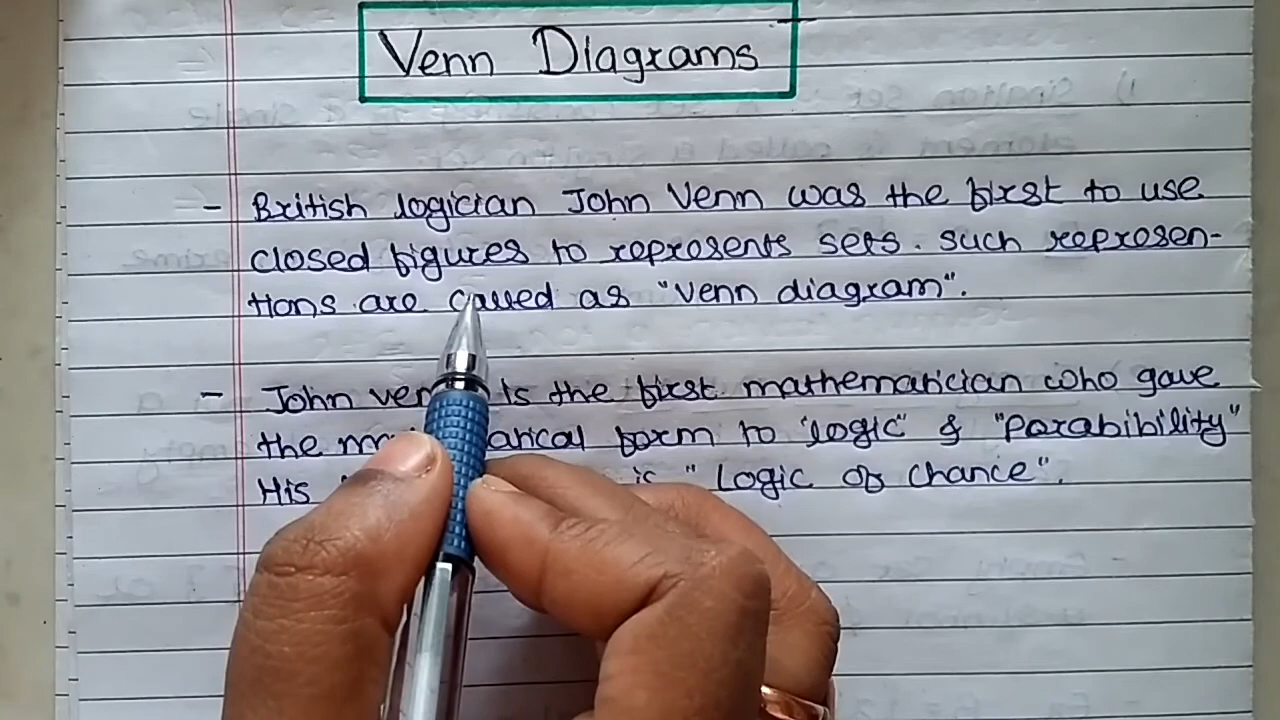 Venn Diagrams
- British logician John Venn was the first to use
closed figures to represents sets. Such represen-
tions are called as "Venn diagram".
- John Is the first mathematician who gave
the form to "logic" & "Parabibility"
His is "Logic of Chance".